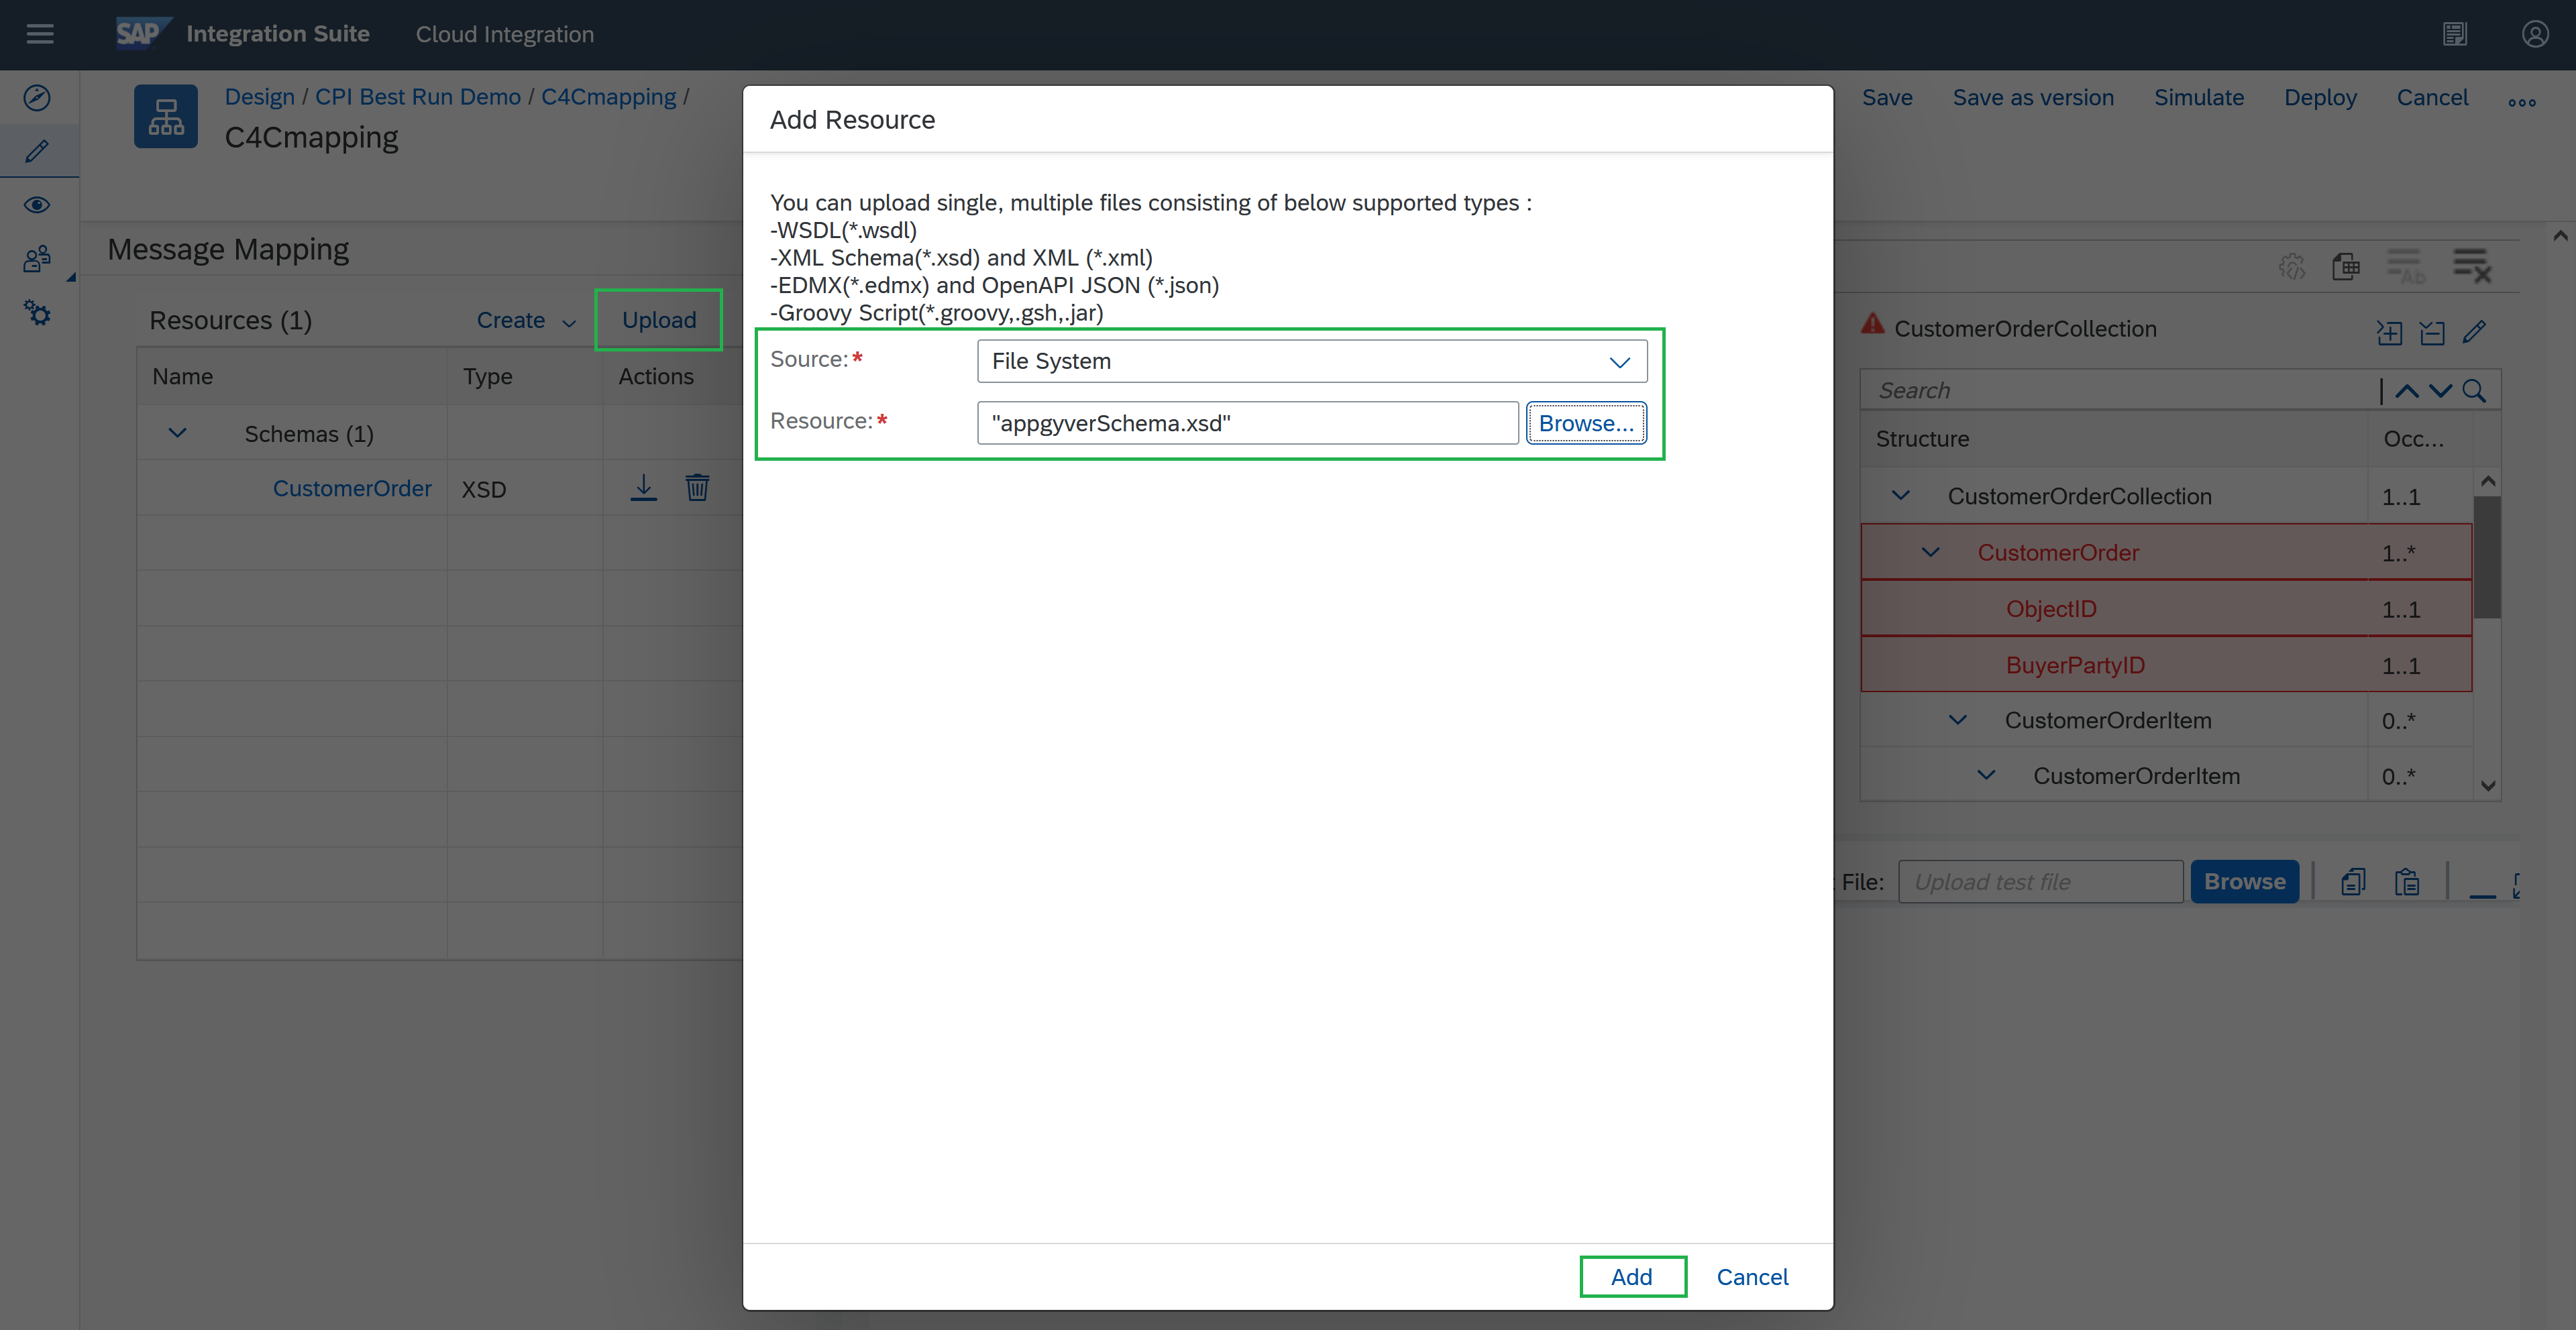 SAP Integration Suite Cloud Integration
Design / CPI Best Run Demo / C4Cmapping /
C4Cmapping
Save Save as version Simulate Deploy Cancel
Message Mapping
Resources (1) Create Upload
Name Type Actions
Schemas (1)
CustomerOrder XSD
Add Resource
You can upload single, multiple files consisting of below supported types :
-WSDL(*.wsdl)
-XML Schema(*.xsd) and XML (*.xml)
-EDMX(*.edmx) and OpenAPI JSON (*.json)
-Groovy Script(*.groovy,.gsh,.jar)
Source:* File System
Resource:* "appgyverSchema.xsd" Browse...
Add Cancel
Ab
CustomerOrderCollection
Search
Structure Occ...
CustomerOrderCollection 1..1
CustomerOrder 1..*
ObjectID 1..1
BuyerPartyID 1..1
CustomerOrderItem 0..*
CustomerOrderItem 0..*
File: Upload test file Browse